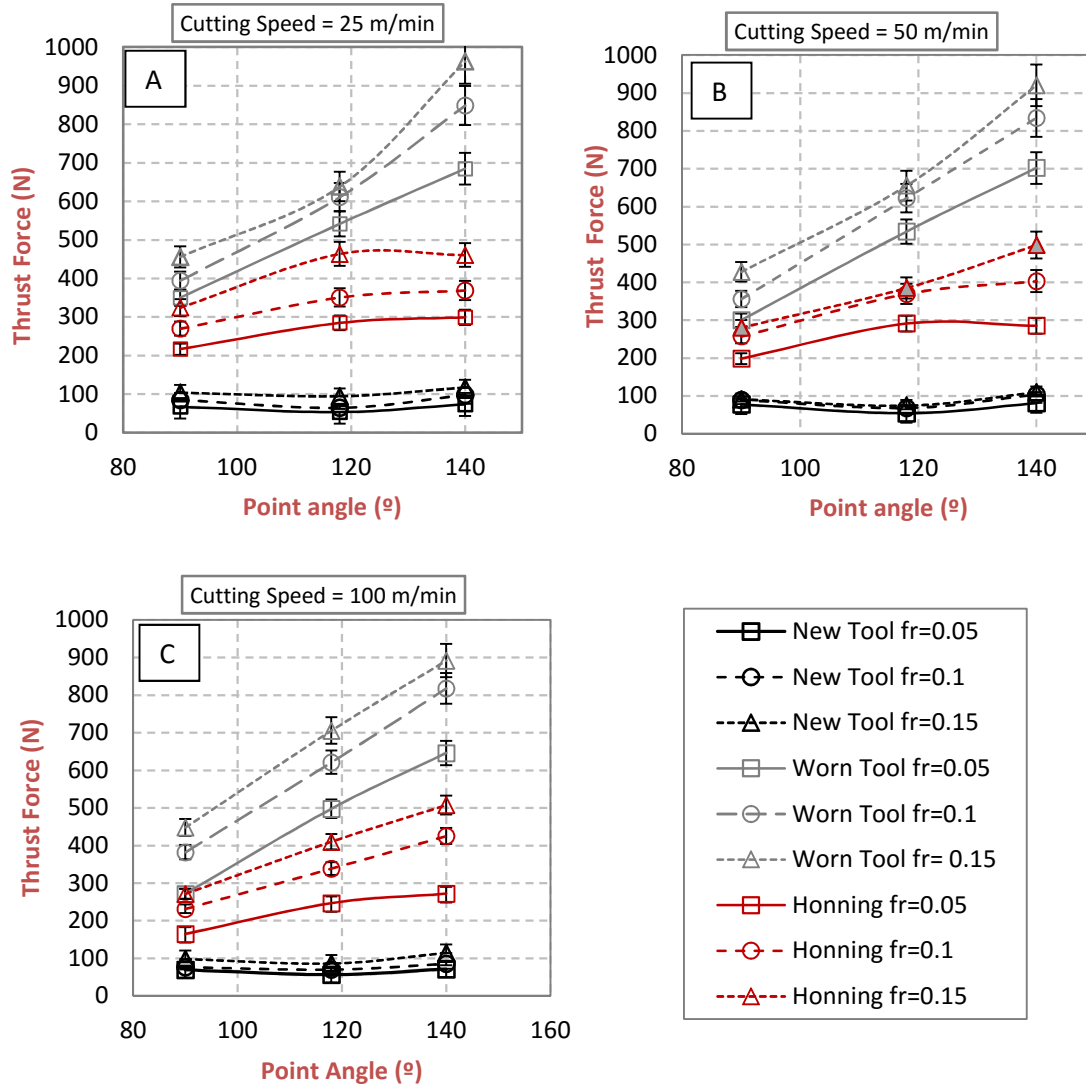 Cutting Speed = 25 m/min
A
Thrust Force (N)
1000
900
800
700
600
500
400
300
200
100
0
80 100 120 140
Point angle (º)
Cutting Speed = 50 m/min
B
Thrust Force (N)
1000
900
800
700
600
500
400
300
200
100
0
80 100 120 140
Point angle (º)
Cutting Speed = 100 m/min
C
Thrust Force (N)
1000
900
800
700
600
500
400
300
200
100
0
80 100 120 140 160
Point Angle (º)
New Tool fr=0.05
New Tool fr=0.1
New Tool fr=0.15
Worn Tool fr=0.05
Worn Tool fr=0.1
Worn Tool fr= 0.15
Honning fr=0.05
Honning fr=0.1
Honning fr=0.15